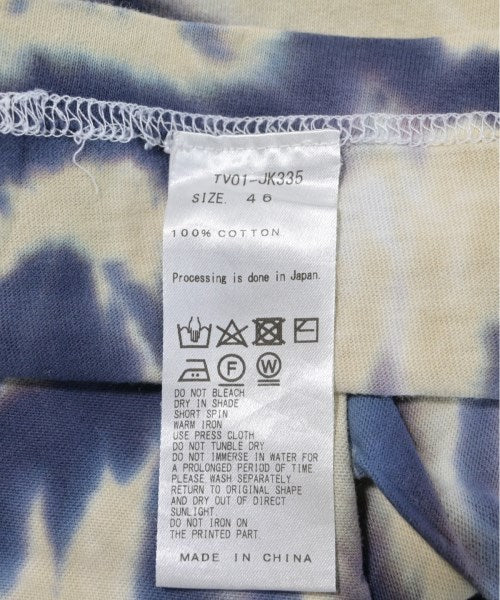 TV01-JK335
SIZE. 46
100% COTTON
Processing is done in Japan.
F W
DO NOT BLEACH
DRY IN SHADE
SHORT SPIN
WARM IRON
USE PRESS CLOTH
DO NOT TUMBLE DRY
DO NOT IMMERSE IN WATER FOR
A PROLONGED PERIOD OF TIME.
PLEASE WASH SEPARATELY
RETURN TO ORIGINAL SHAPE
AND DRY OUT OF DIRECT
SUNLIGHT.
DO NOT IRON ON
THE PRINTED PART.
MADE IN CHINA